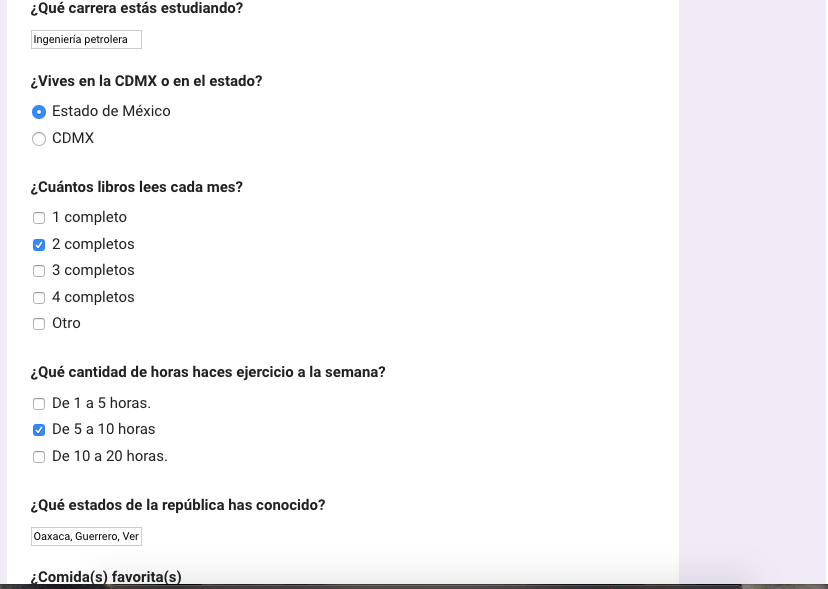 ¿Qué carrera estás estudiando?
Ingeniería petrolera
¿Vives en la CDMX o en el estado?
Estado de México
CDMX
¿Cuántos libros lees cada mes?
1 completo
2 completos
3 completos
4 completos
Otro
¿Qué cantidad de horas haces ejercicio a la semana?
De 1 a 5 horas.
De 5 a 10 horas
De 10 a 20 horas.
¿Qué estados de la república has conocido?
Oaxaca, Guerrero, Ver
¿Comida(s) favorita(s)